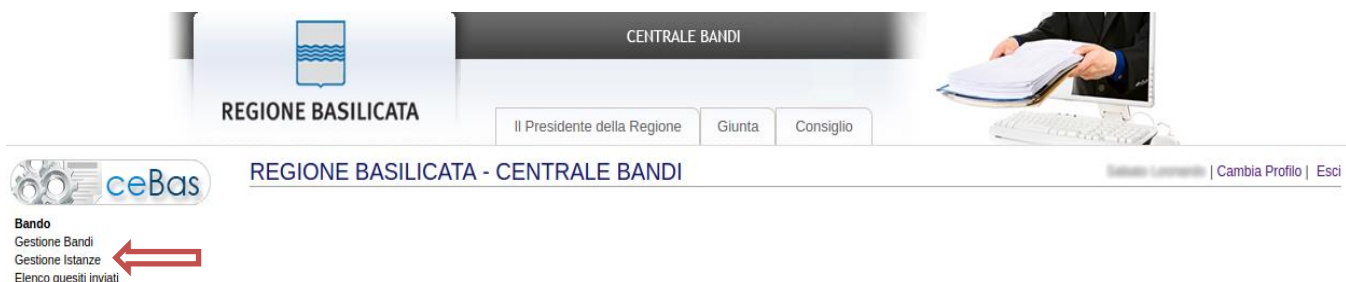 CENTRALE BANDI
REGIONE BASILICATA
Il Presidente della Regione Giunta Consiglio
ceBas
REGIONE BASILICATA - CENTRALE BANDI
| Cambia Profilo | Esci
Bando
Gestione Bandi
Gestione Istanze
Elenco quesiti inviati